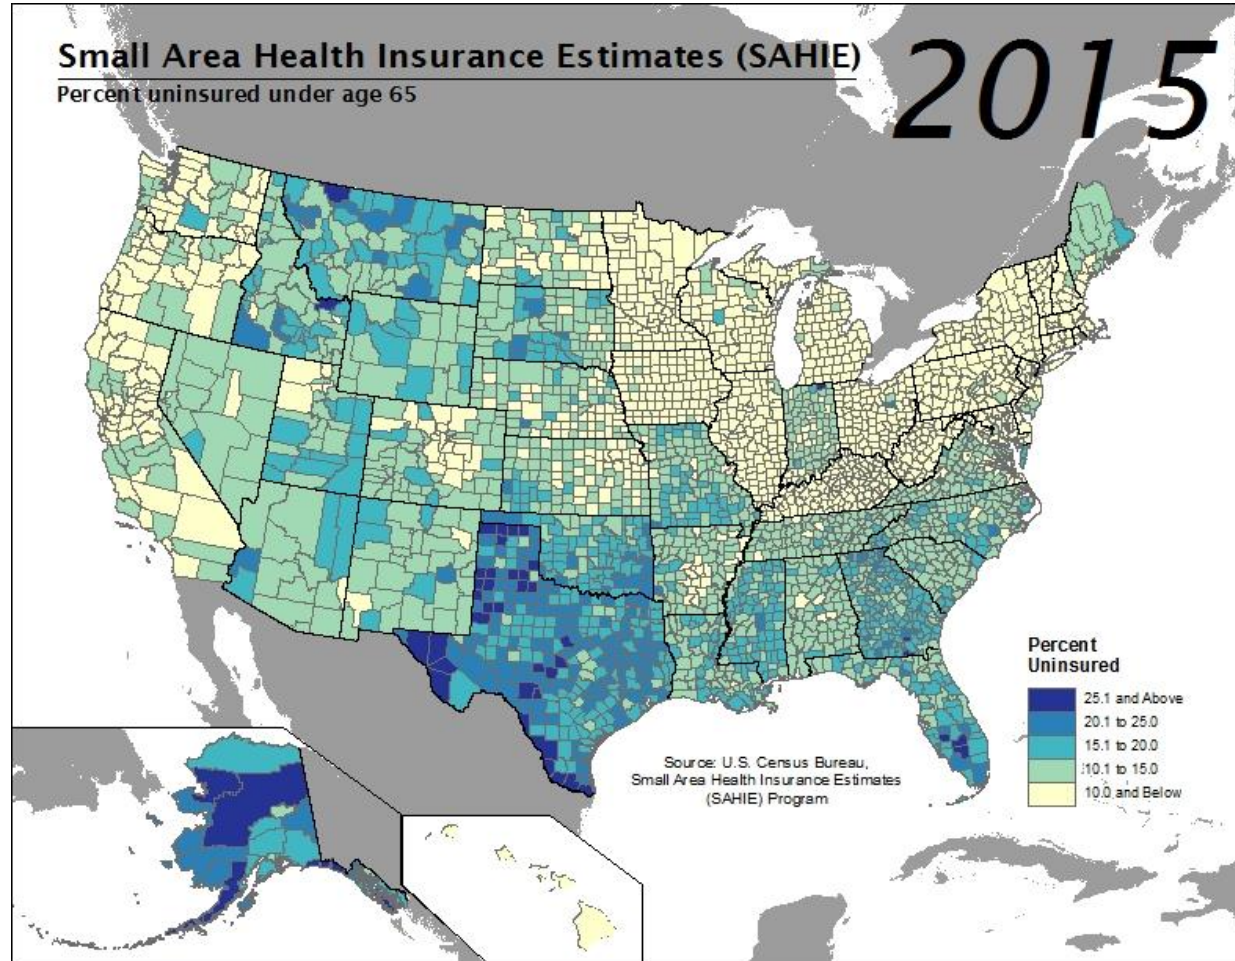 Small Area Health Insurance Estimates (SAHIE)
Percent uninsured under age 65
2015
Percent
Uninsured
25.1 and Above
20.1 to 25.0
15.1 to 20.0
10.1 to 15.0
10.0 and Below
Source: U.S. Census Bureau,
Small Area Health Insurance Estimates
(SAHIE) Program